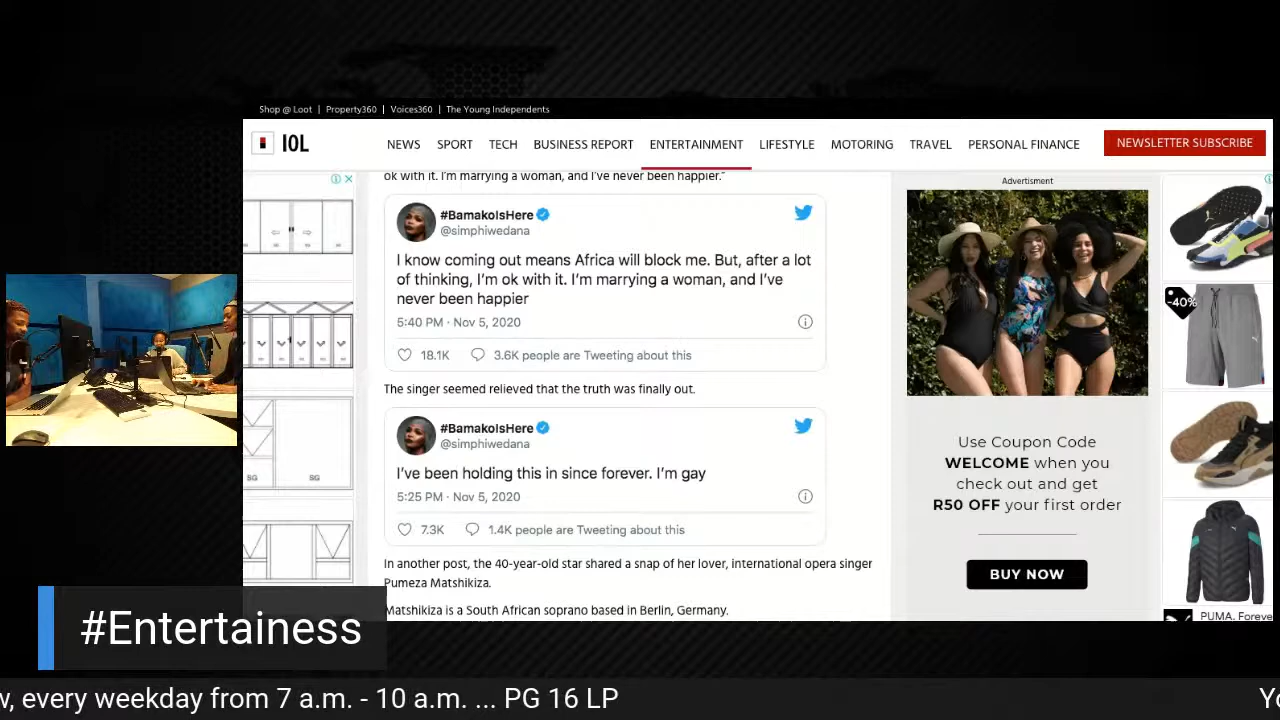 Shop @ Loot | Property360 | Voices360 | The Young Independents
IOL
NEWS SPORT TECH BUSINESS REPORT ENTERTAINMENT LIFESTYLE MOTORING TRAVEL PERSONAL FINANCE
NEWSLETTER SUBSCRIBE
ok with it. I'm marrying a woman, and I've never been happier."
#BamakoIsHere
@simphiwedana
I know coming out means Africa will block me. But, after a lot
of thinking, I'm ok with it. I'm marrying a woman, and I've
never been happier
5:40 PM · Nov 5, 2020
18.1K 3.6K people are Tweeting about this
The singer seemed relieved that the truth was finally out.
#BamakoIsHere
@simphiwedana
I've been holding this in since forever. I'm gay
5:25 PM · Nov 5, 2020
7.3K 1.4K people are Tweeting about this
In another post, the 40-year-old star shared a snap of her lover, international opera singer
Pumeza Matshikiza.
Matshikiza is a South African soprano based in Berlin, Germany.
SG SG
Advertisment
Use Coupon Code
WELCOME when you
check out and get
R50 OFF your first order
BUY NOW
-40%
PUMA. Foreve
#Entertainess
w, every weekday from 7 a.m. - 10 a.m. ... PG 16 LP
Yo